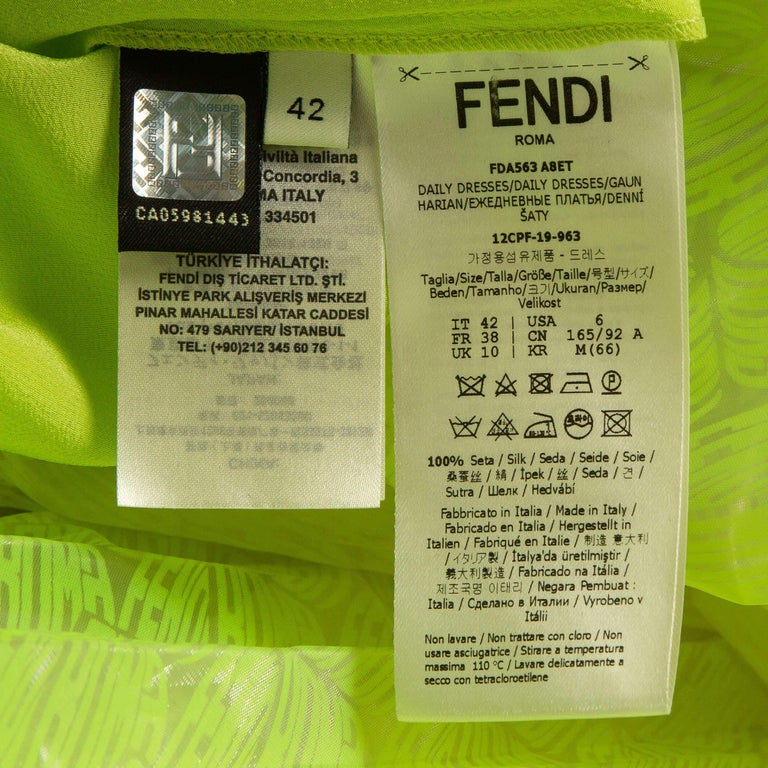 42
CA05981443
iviltà Italiana
Concordia, 3
MA ITALY
334501
TÜRKİYE İTHALATÇI:
FENDİ DIŞ TİCARET LTD. ŞTİ.
İSTİNYE PARK ALIŞVERİŞ MERKEZİ
PINAR MAHALLESİ KATAR CADDESİ
NO: 479 SARIYER/ İSTANBUL
TEL: (+90)212 345 60 76
FENDI
ROMA
FDA563 A8ET
DAILY DRESSES/DAILY DRESSES/GAUN
HARIAN/ЕЖЕДНЕВНЫЕ ПЛАТЬЯ/DENNÍ
ŠATY
12CPF-19-963
가정용섬유제품 - 드레스
Taglia/Size/Talla/Größe/Taille/号型/サイズ/
Beden/Tamanho/크기/Ukuran/Размер/
Velikost
IT 42 | USA 6
FR 38 | CN 165/92 A
UK 10 | KR M(66)
드라이
100% Seta / Silk / Seda / Seide / Soie /
桑蚕丝 / 絹 / İpek / 丝 / Seda / 견 /
Sutra / Шелк / Hedvábí
Fabbricato in Italia / Made in Italy /
Fabricado en Italia / Hergestellt in
Italien / Fabriqué en Italie / 制造 意大利
/ イタリア製 / İtalya'da üretilmiştir /
義大利製造 / Fabricado na Itália /
제조국명 이태리 / Negara Pembuat :
Italia / Сделано в Италии / Vyrobeno v
Itálii
Non lavare / Non trattare con cloro / Non
usare asciugatrice / Stirare a temperatura
massima 110 °C / Lavare delicatamente a
secco con tetracloroetilene